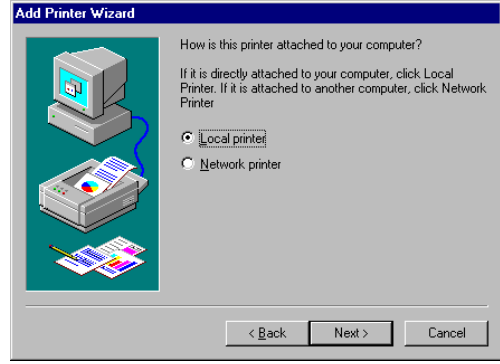 Add Printer Wizard
How is this printer attached to your computer?
If it is directly attached to your computer, click Local
Printer. If it is attached to another computer, click Network
Printer
Local printer
Network printer
< Back Next > Cancel